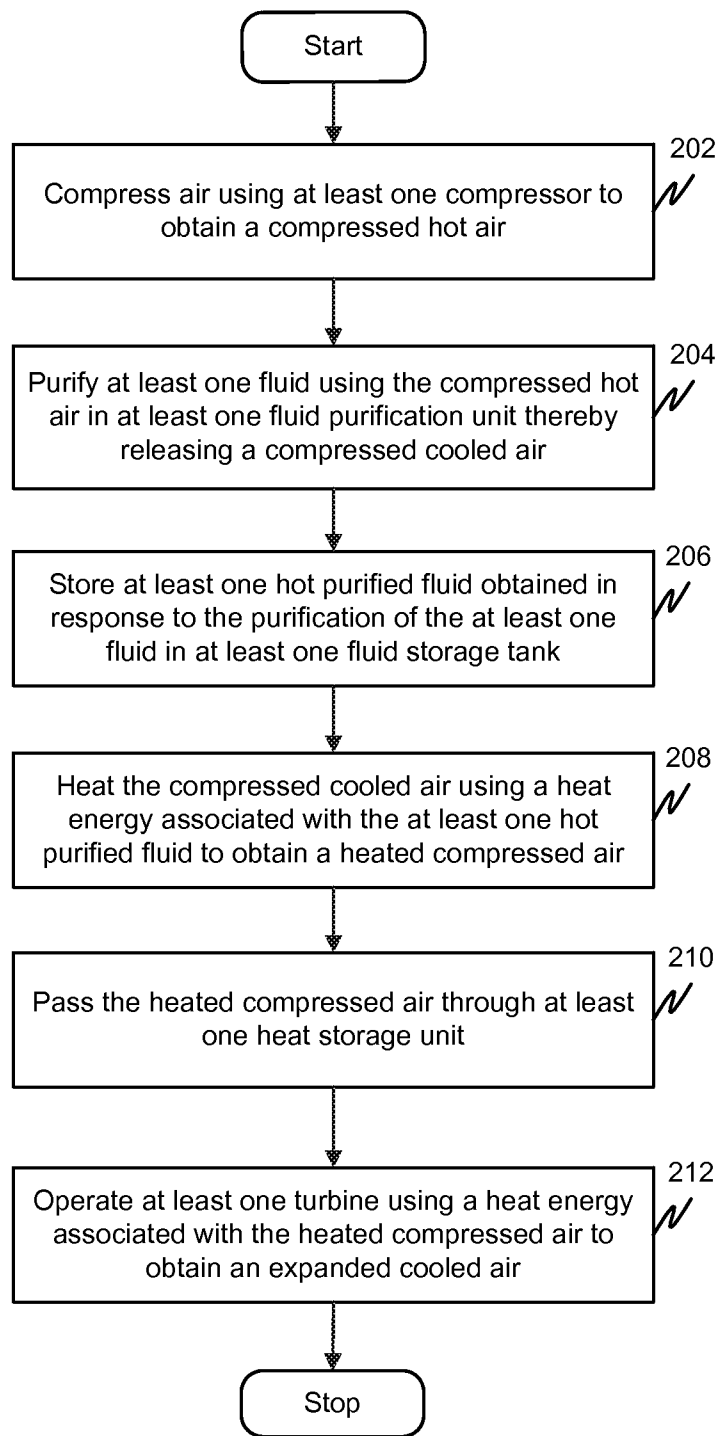 Start
202
Compress air using at least one compressor to
obtain a compressed hot air
204
Purify at least one fluid using the compressed hot
air in at least one fluid purification unit thereby
releasing a compressed cooled air
206
Store at least one hot purified fluid obtained in
response to the purification of the at least one
fluid in at least one fluid storage tank
208
Heat the compressed cooled air using a heat
energy associated with the at least one hot
purified fluid to obtain a heated compressed air
210
Pass the heated compressed air through at least
one heat storage unit
212
Operate at least one turbine using a heat energy
associated with the heated compressed air to
obtain an expanded cooled air
Stop